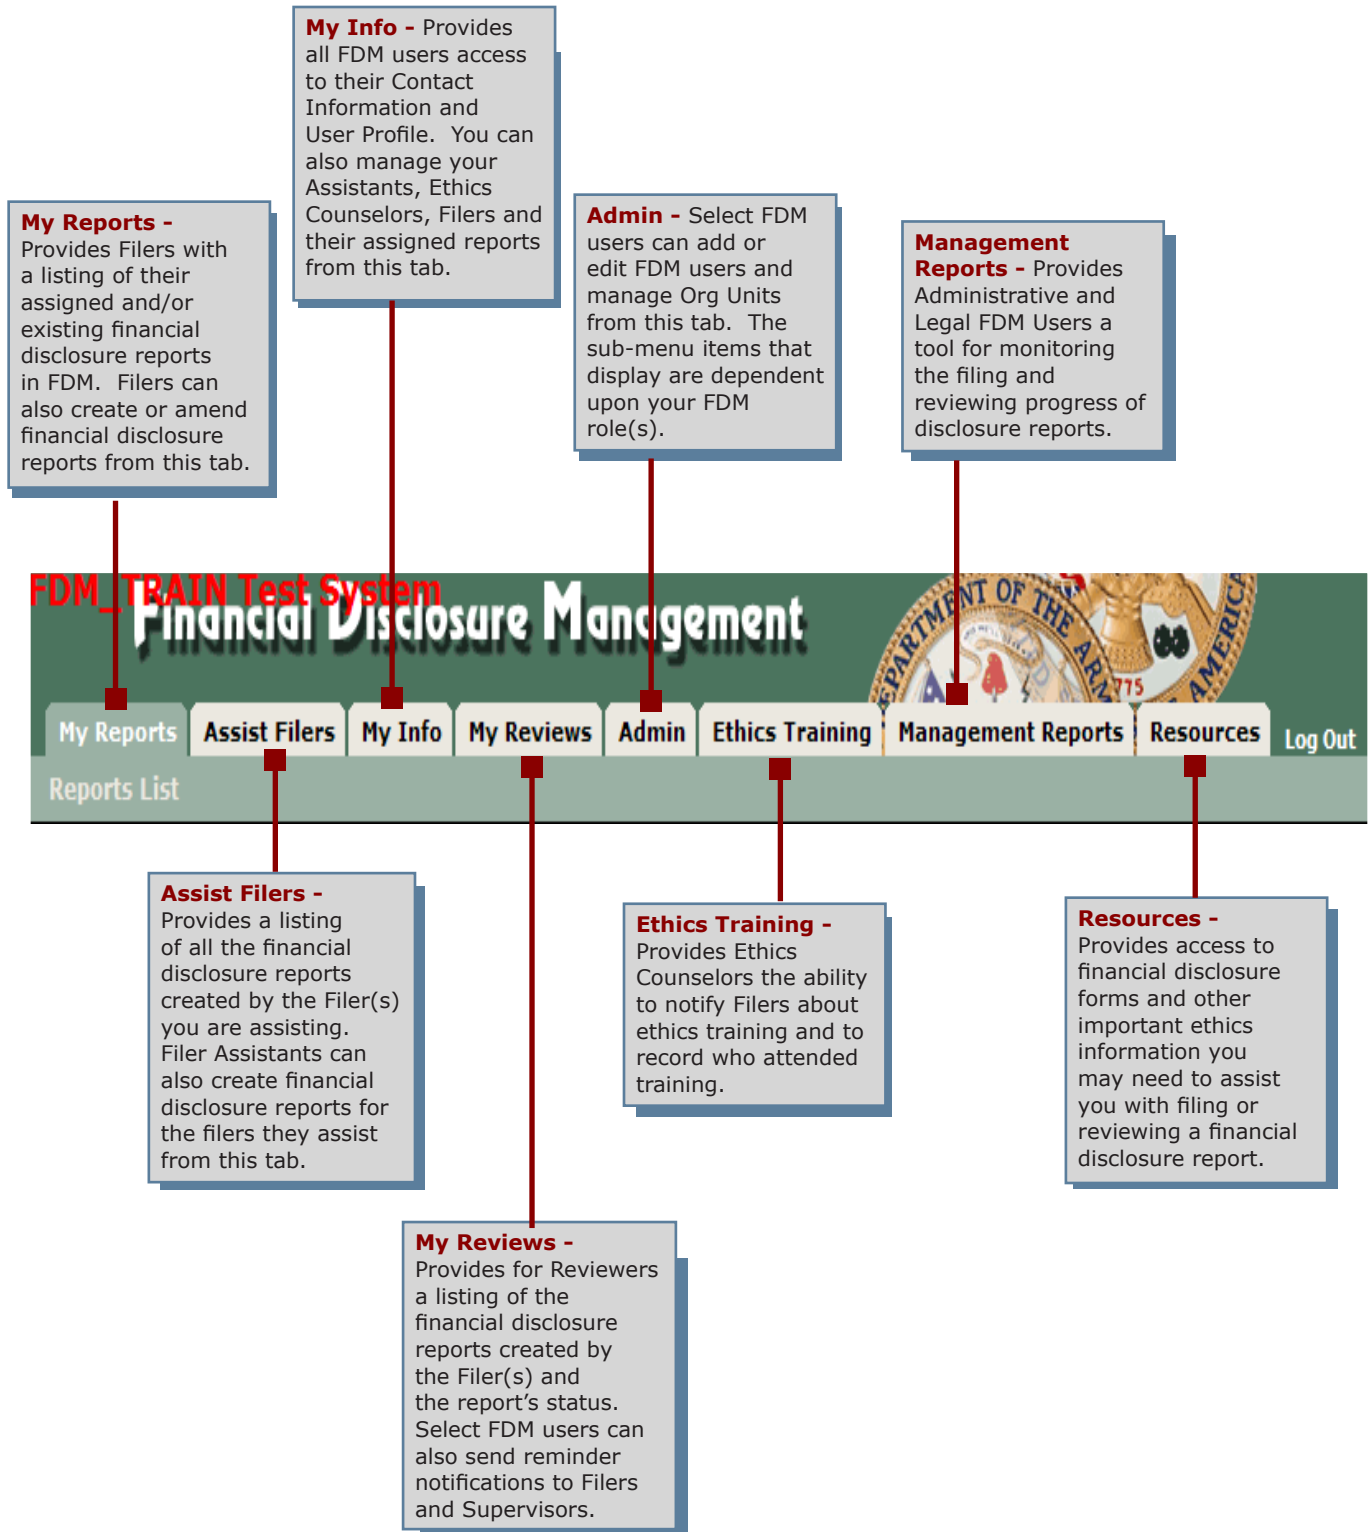 My Info - Provides
all FDM users access
to their Contact
Information and
User Profile.  You can
also manage your
Assistants, Ethics
Counselors, Filers and
their assigned reports
from this tab.
My Reports -
Provides Filers with
a listing of their
assigned and/or
existing financial
disclosure reports
in FDM.  Filers can
also create or amend
financial disclosure
reports from this tab.
Admin - Select FDM
users can add or
edit FDM users and
manage Org Units
from this tab.  The
sub-menu items that
display are dependent
upon your FDM
role(s).
Management
Reports - Provides
Administrative and
Legal FDM Users a
tool for monitoring
the filing and
reviewing progress of
disclosure reports.
FDM_TRAIN Test System
Financial Disclosure Management
DEPARTMENT OF THE ARMY
AMERICA
775
My Reports
Assist Filers
My Info
My Reviews
Admin
Ethics Training
Management Reports
Resources
Log Out
Reports List
Assist Filers -
Provides a listing
of all the financial
disclosure reports
created by the Filer(s)
you are assisting.
Filer Assistants can
also create financial
disclosure reports for
the filers they assist
from this tab.
Ethics Training -
Provides Ethics
Counselors the ability
to notify Filers about
ethics training and to
record who attended
training.
Resources -
Provides access to
financial disclosure
forms and other
important ethics
information you
may need to assist
you with filing or
reviewing a financial
disclosure report.
My Reviews -
Provides for Reviewers
a listing of the
financial disclosure
reports created by
the Filer(s) and
the report's status.
Select FDM users can
also send reminder
notifications to Filers
and Supervisors.